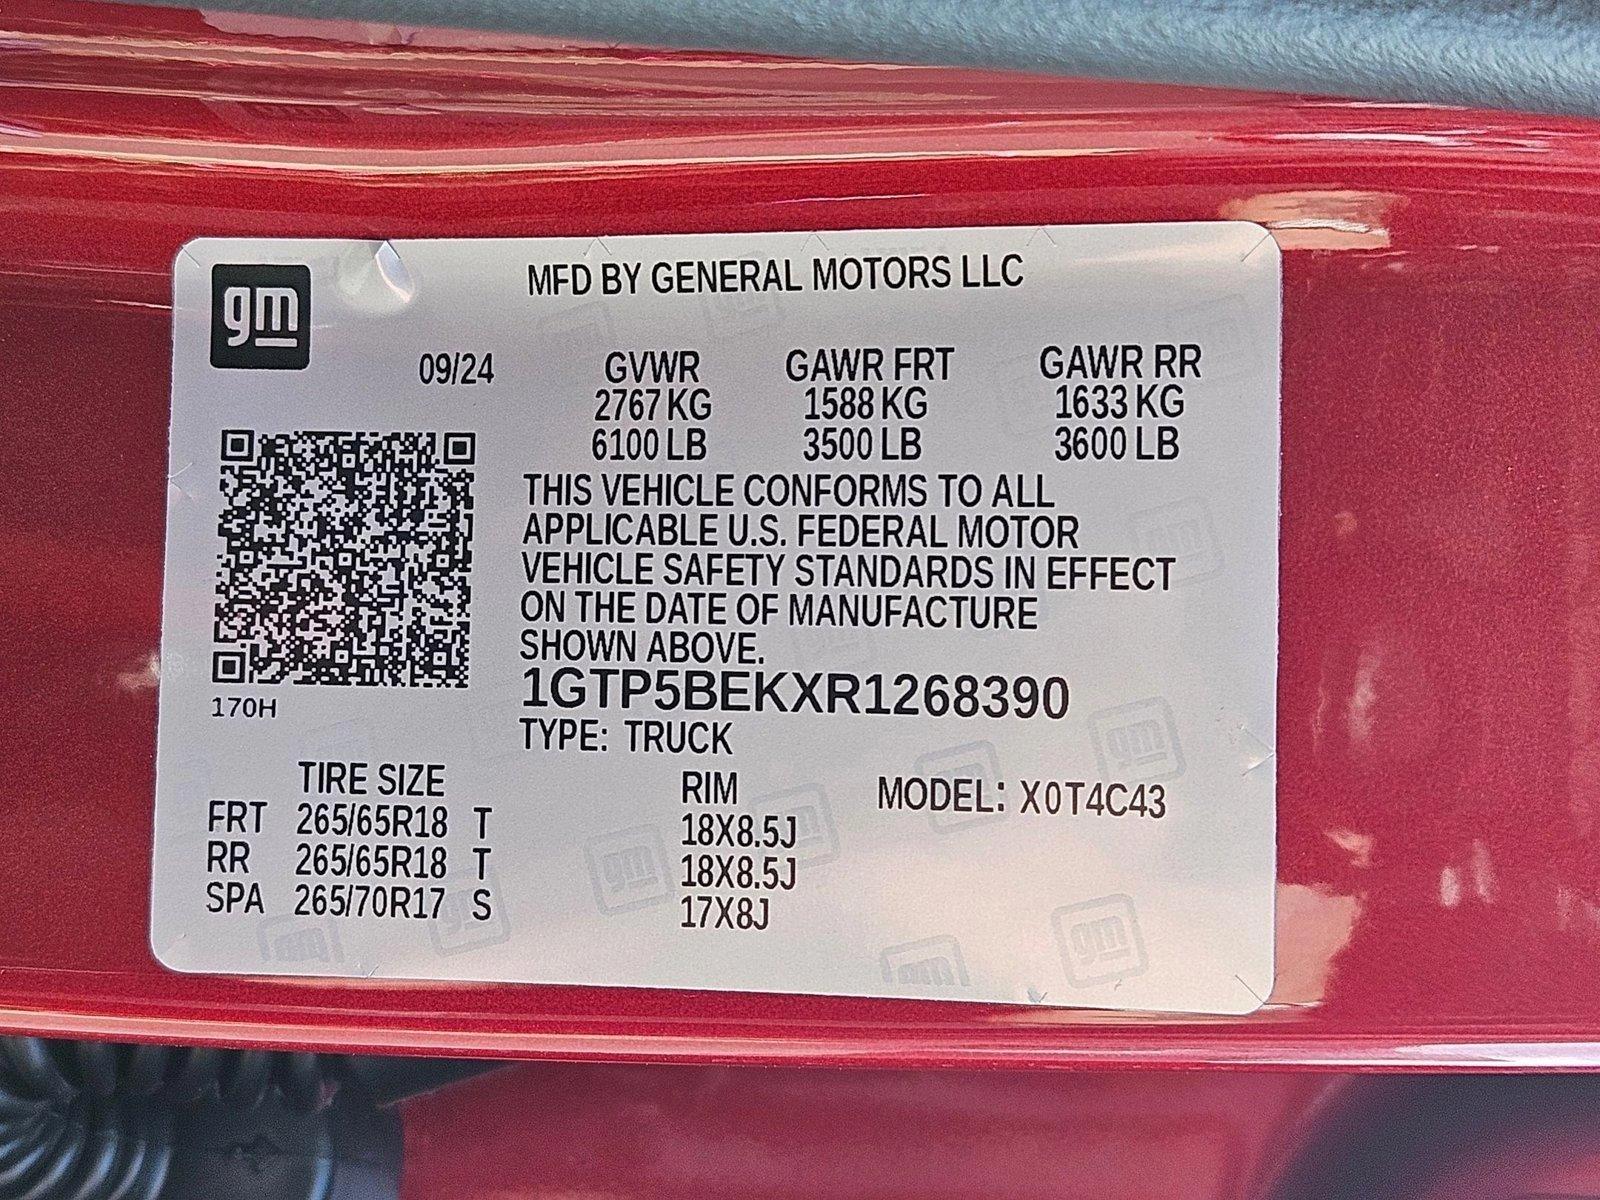 gm
MFD BY GENERAL MOTORS LLC
09/24 GVWR GAWR FRT GAWR RR
2767 KG 1588 KG 1633 KG
6100 LB 3500 LB 3600 LB
THIS VEHICLE CONFORMS TO ALL
APPLICABLE U.S. FEDERAL MOTOR
VEHICLE SAFETY STANDARDS IN EFFECT
ON THE DATE OF MANUFACTURE
SHOWN ABOVE.
170H
1GTP5BEKXR1268390
TYPE: TRUCK
TIRE SIZE RIM MODEL: X0T4C43
FRT 265/65R18 T 18X8.5J
RR 265/65R18 T 18X8.5J
SPA 265/70R17 S 17X8J